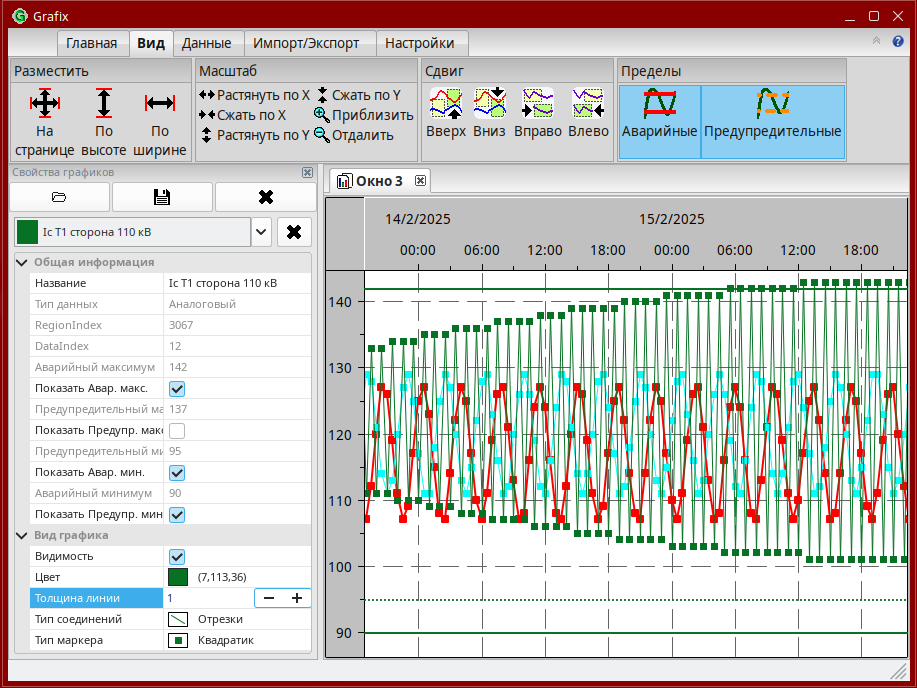 Grafix
Главная Вид Данные Импорт/Экспорт Настройки
Разместить
На странице
По высоте
По ширине
Масштаб
Растянуть по X
Сжать по Y
Сжать по X
Приблизить
Растянуть по Y
Отдалить
Сдвиг
Вверх
Вниз
Вправо
Влево
Пределы
Аварийные
Предупредительные
Свойства графиков
Iс T1 сторона 110 кВ
Общая информация
Название Iс T1 сторона 110 кВ
Тип данных Аналоговый
RegionIndex 3067
DataIndex 12
Аварийный максимум 142
Показать Авар. макс.
Предупредительный ма 137
Показать Предупр. мак
Предупредительный ми 95
Показать Авар. мин.
Аварийный минимум 90
Показать Предупр. мин
Вид графика
Видимость
Цвет (7,113,36)
Толщина линии 1
Тип соединений Отрезки
Тип маркера Квадратик
Окно 3
14/2/2025 15/2/2025
00:00 06:00 12:00 18:00 00:00 06:00 12:00 18:00
140
130
120
110
100
90